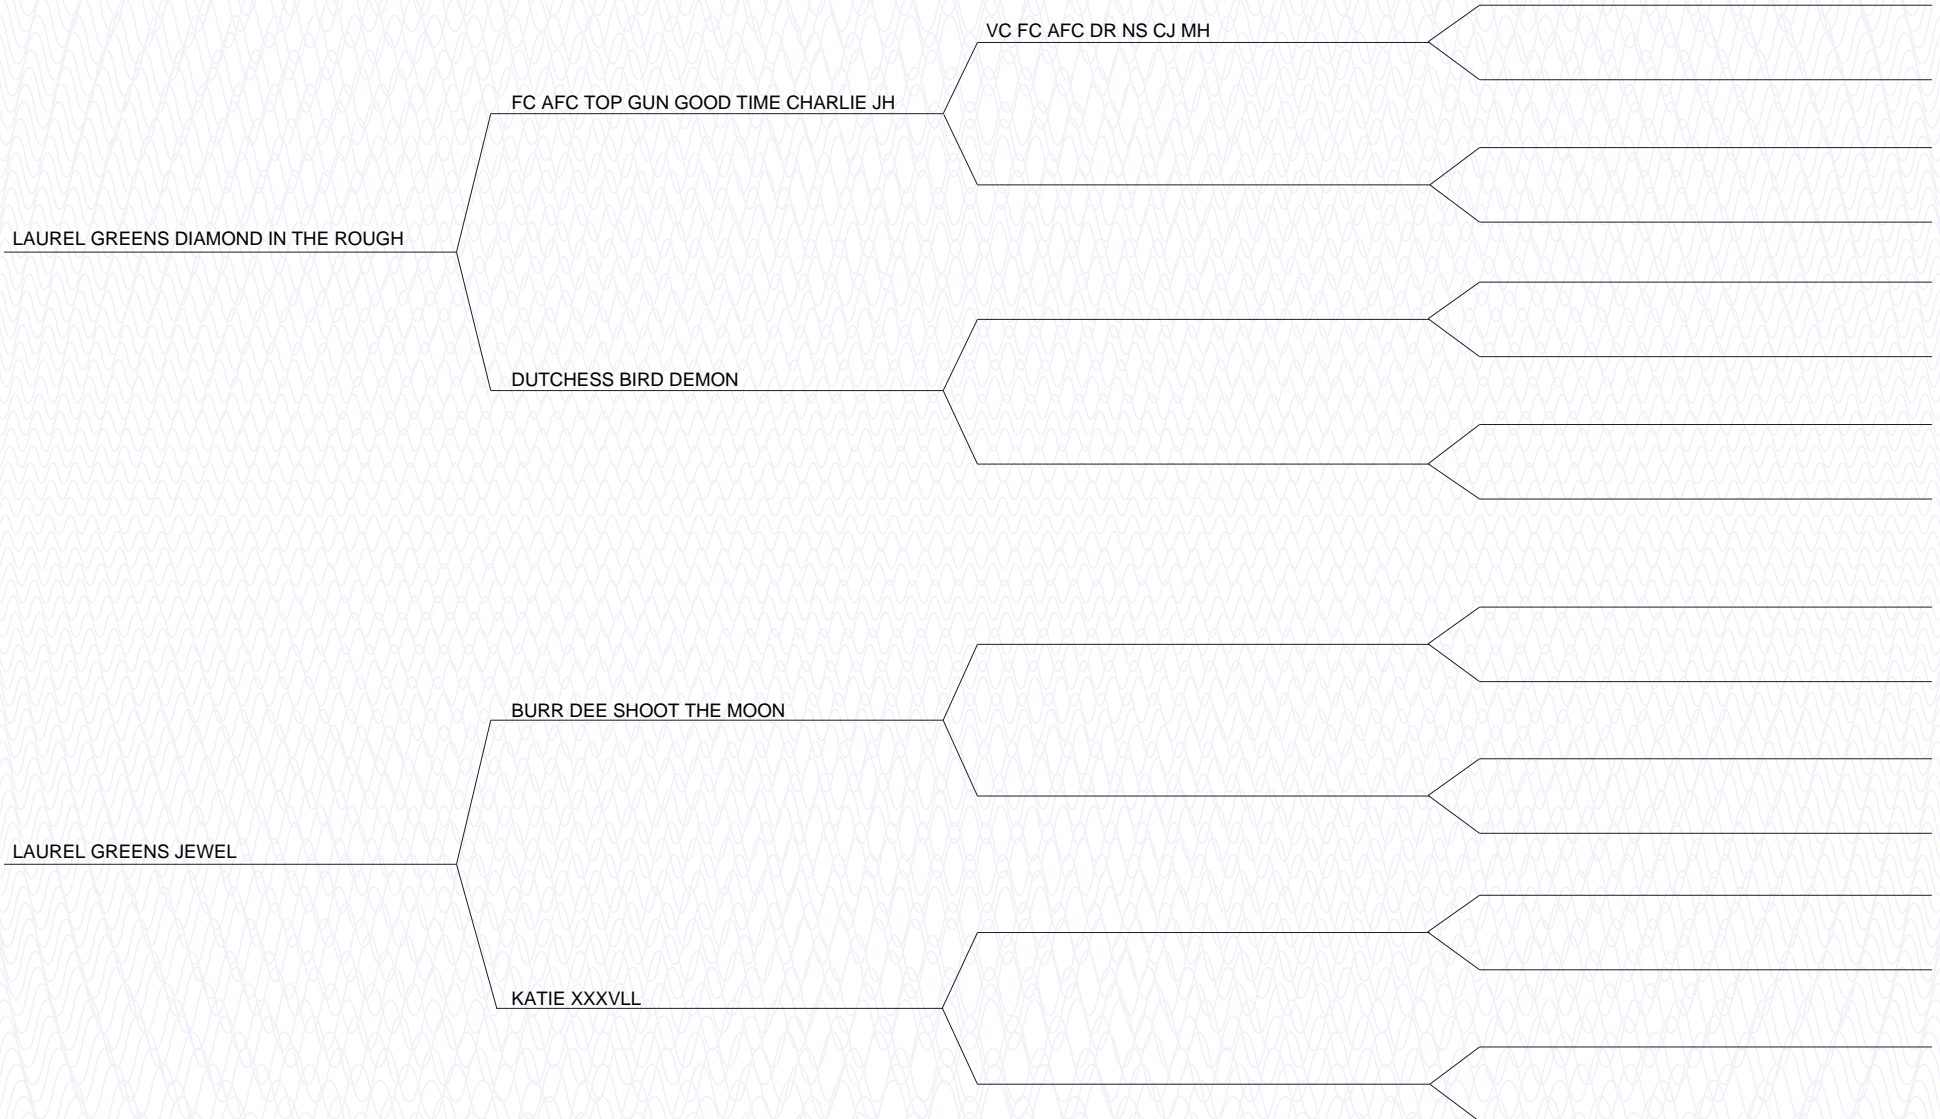 VC FC AFC DR NS CJ MH
FC AFC TOP GUN GOOD TIME CHARLIE JH
LAUREL GREENS DIAMOND IN THE ROUGH
DUTCHESS BIRD DEMON
BURR DEE SHOOT THE MOON
LAUREL GREENS JEWEL
KATIE XXXVLL